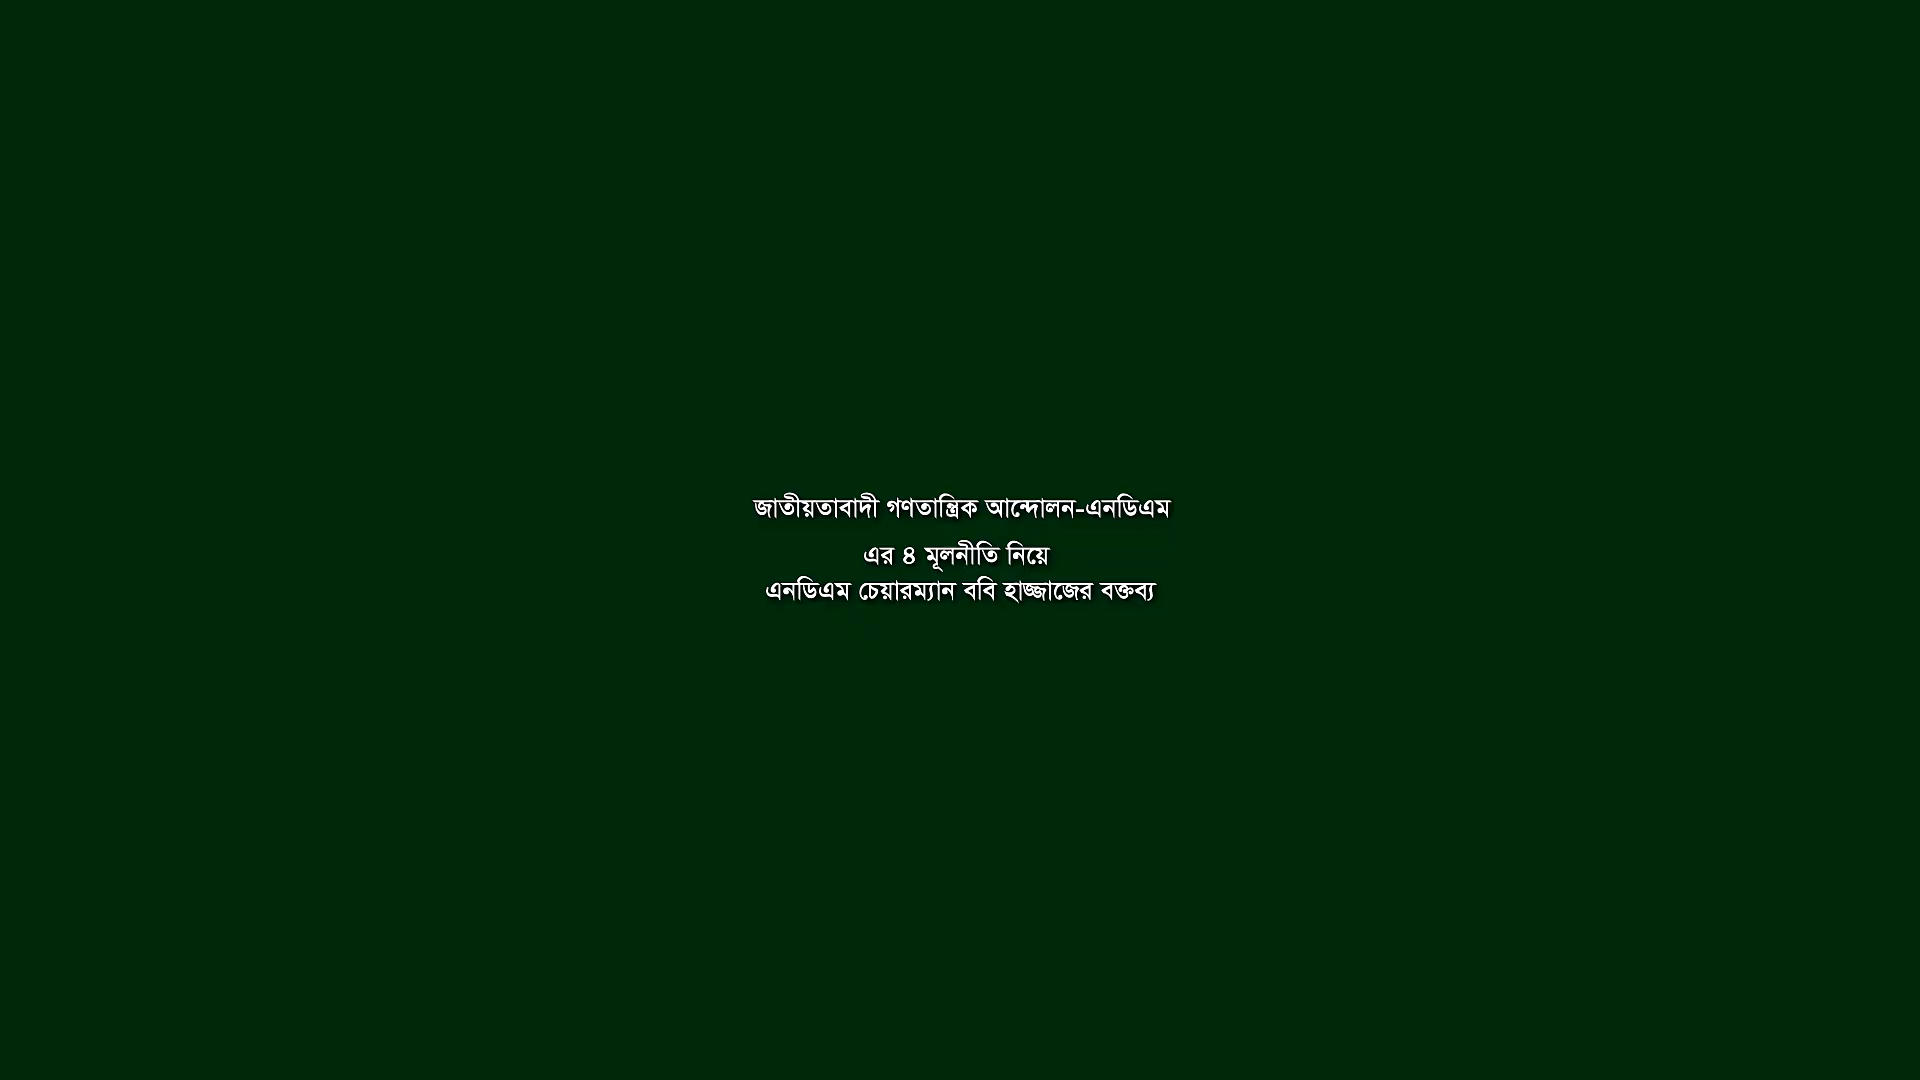 জাতীয়তাবাদী গণতান্ত্রিক আন্দোলন-এনডিএম
এর ৪ মূলনীতি নিয়ে
এনডিএম চেয়ারম্যান ববি হাজ্জাজের বক্তব্য